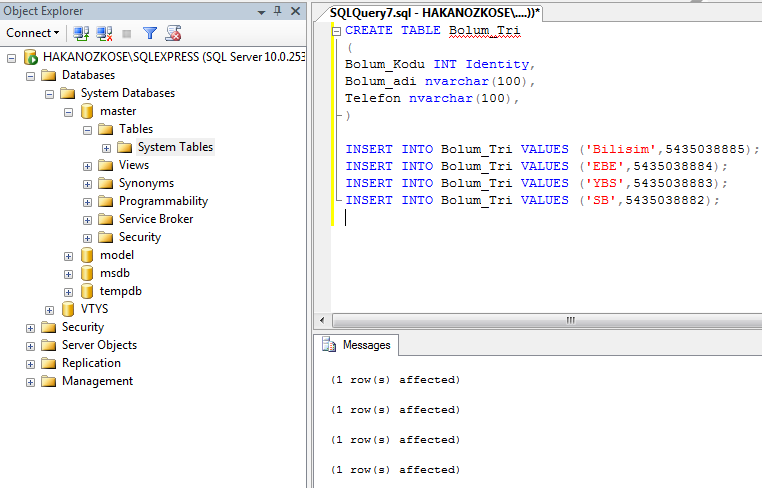 Object Explorer
Connect
HAKANOZKOSE\SQLEXPRESS (SQL Server 10.0.253
Databases
System Databases
master
Tables
System Tables
Views
Synonyms
Programmability
Service Broker
Security
model
msdb
tempdb
VTYS
Security
Server Objects
Replication
Management
SQLQuery7.sql - HAKANOZKOSE\....))*
CREATE TABLE Bolum_Tri
(
Bolum_Kodu INT Identity,
Bolum_adi nvarchar(100),
Telefon nvarchar(100),
)
INSERT INTO Bolum_Tri VALUES ('Bilisim',5435038885);
INSERT INTO Bolum_Tri VALUES ('EBE',5435038884);
INSERT INTO Bolum_Tri VALUES ('YBS',5435038883);
INSERT INTO Bolum_Tri VALUES ('SB',5435038882);
Messages
(1 row(s) affected)
(1 row(s) affected)
(1 row(s) affected)
(1 row(s) affected)